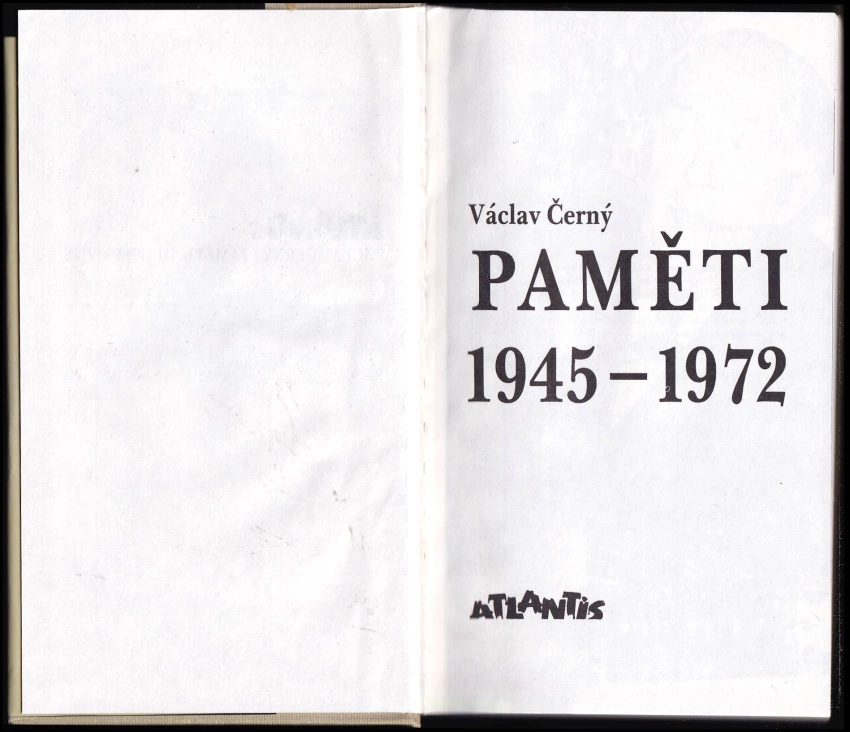 Václav Černý
PAMĚTI
1945–1972
ATLANTIS